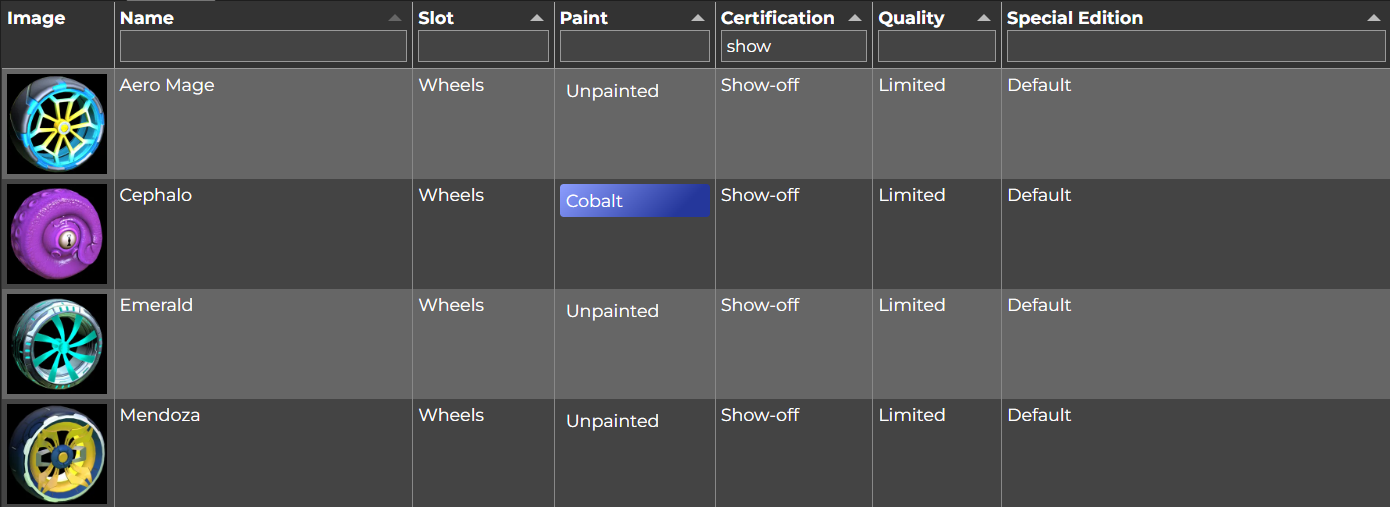 Image Name Slot Paint Certification Quality Special Edition
show
Aero Mage Wheels Unpainted Show-off Limited Default
Cephalo Wheels Cobalt Show-off Limited Default
Emerald Wheels Unpainted Show-off Limited Default
Mendoza Wheels Unpainted Show-off Limited Default